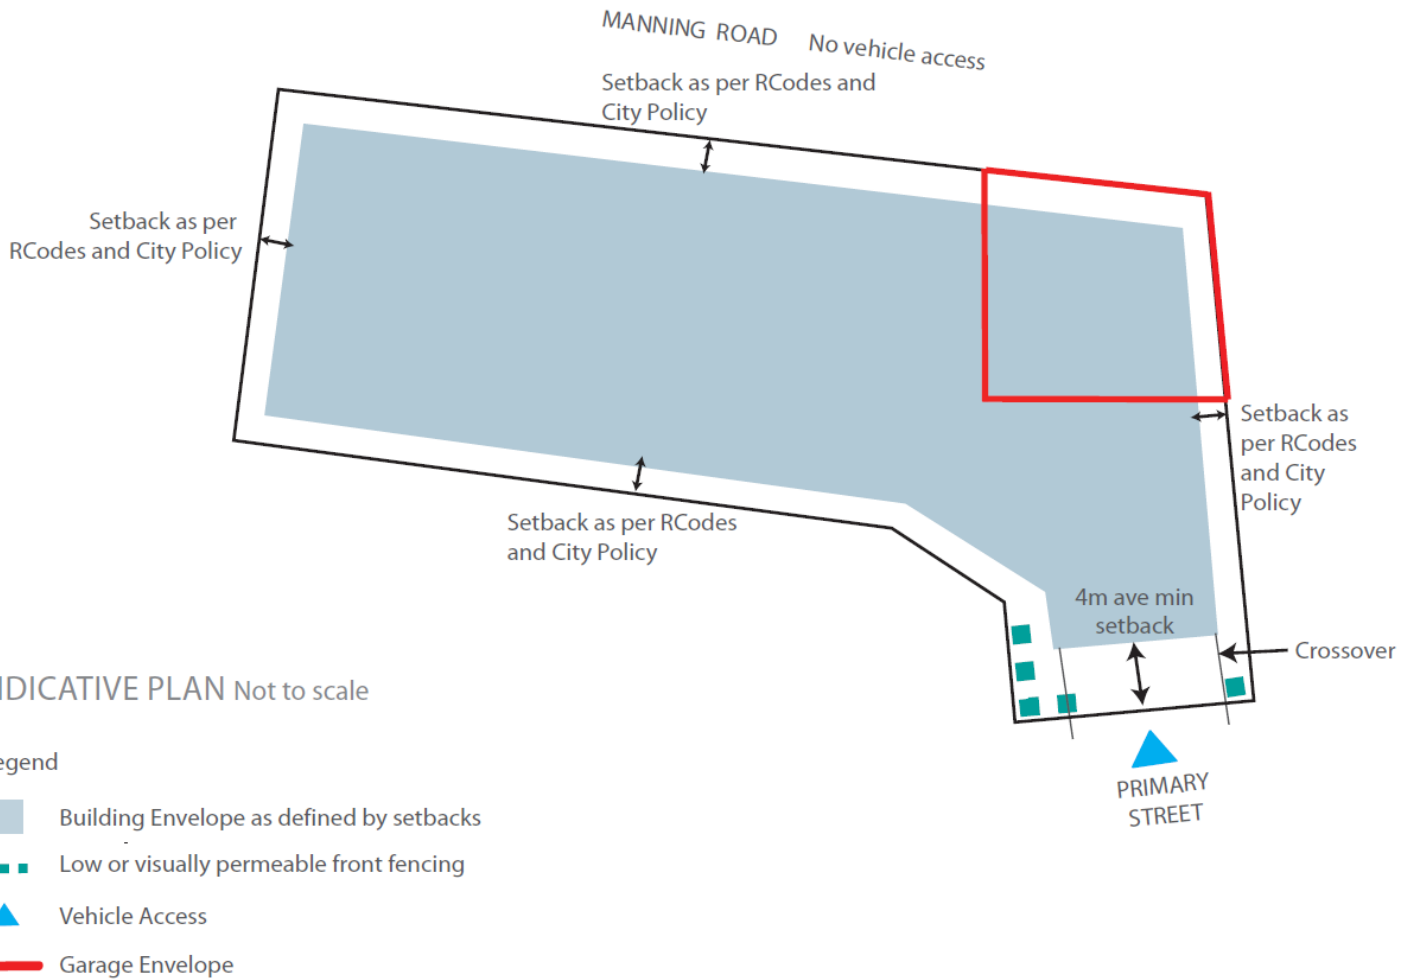 MANNING ROAD No vehicle access
Setback as per RCodes and
City Policy
Setback as per
RCodes and City Policy
Setback as
per RCodes
and City
Policy
Setback as per RCodes
and City Policy
4m ave min
setback
Crossover
NDICATIVE PLAN Not to scale
PRIMARY
STREET
egend
Building Envelope as defined by setbacks
Low or visually permeable front fencing
Vehicle Access
Garage Envelope